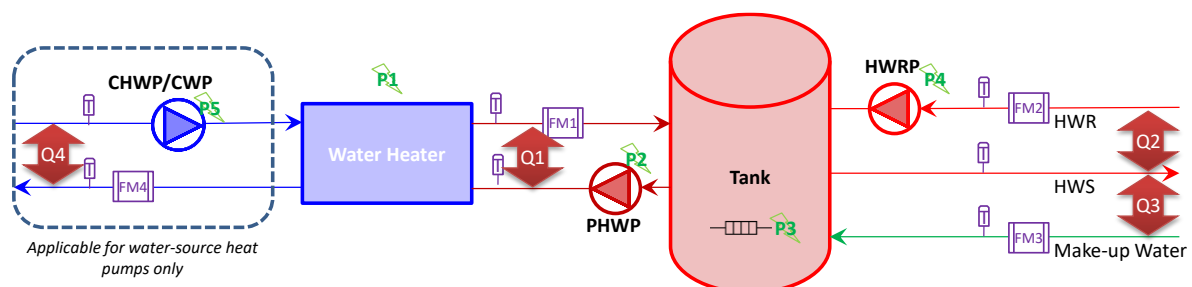 CHWP/CWP
P5
T
Q4
T
FM4
Applicable for water-source heat
pumps only
P1
Water Heater
T
FM1
Q1
T
P2
PHWP
Tank
P3
HWRP
P4
T
FM2
HWR
Q2
T
HWS
Q3
T
FM3
Make-up Water